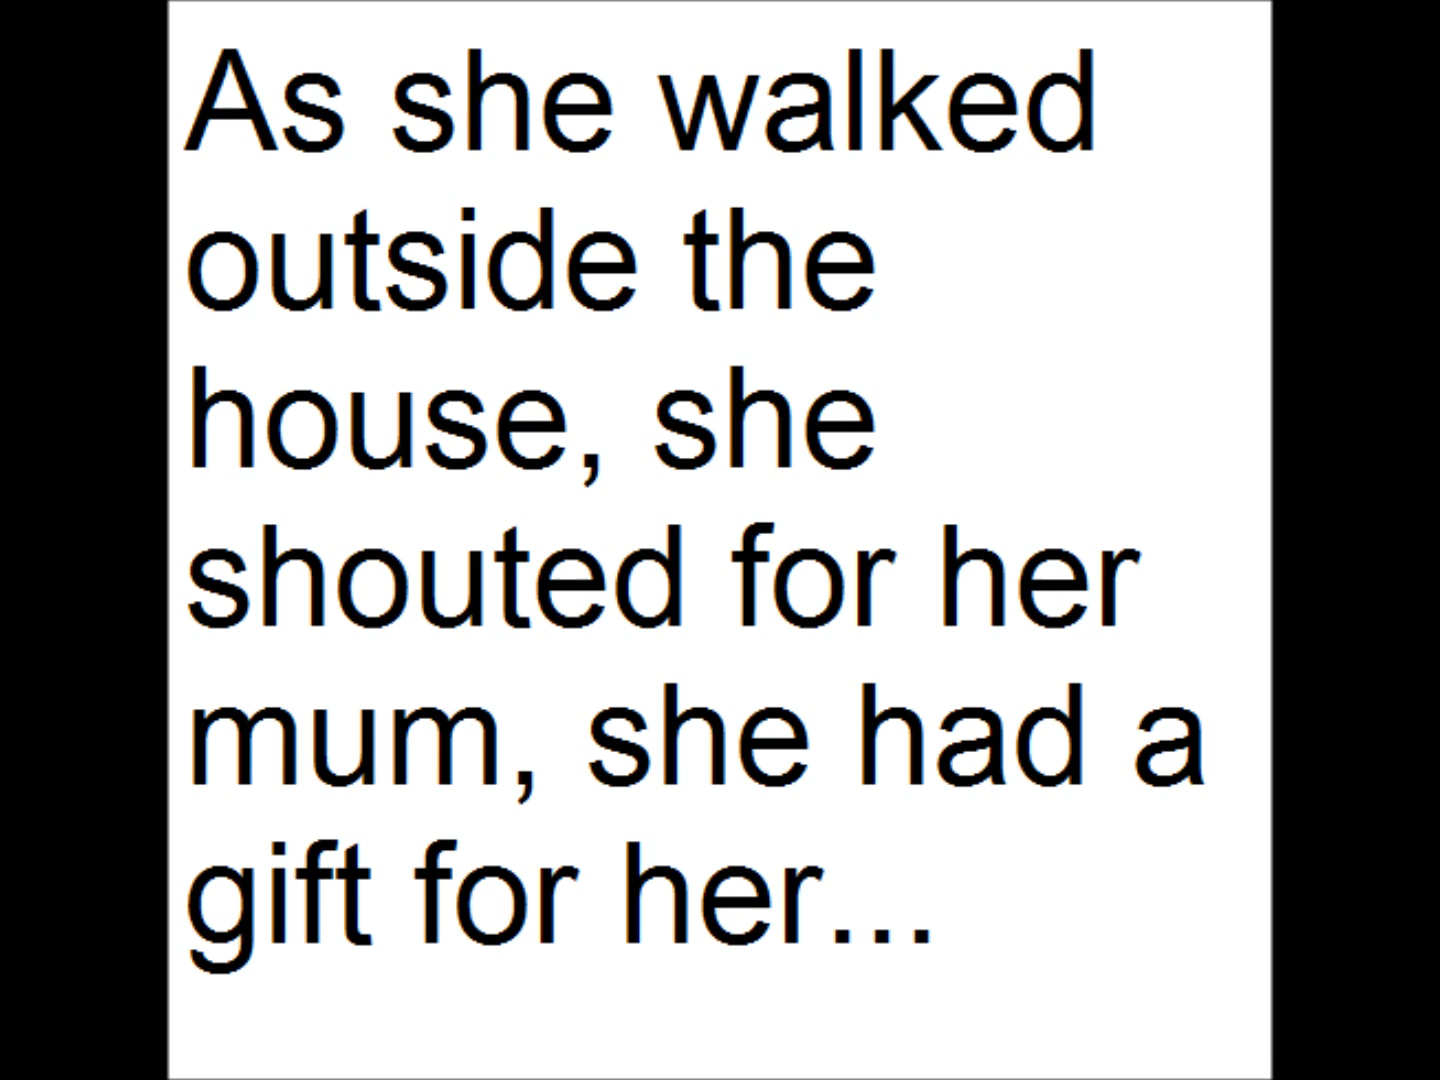 As she walked
outside the
house, she
shouted for her
mum, she had a
gift for her...